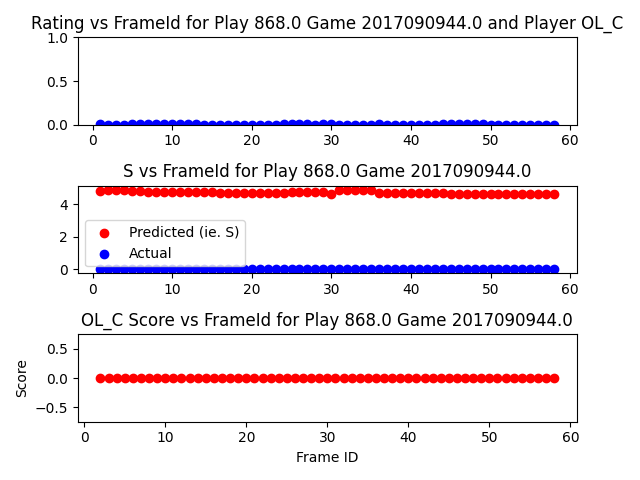 Rating vs FrameId for Play 868.0 Game 2017090944.0 and Player OL_C
1.0
0.5
0.0
0 10 20 30 40 50 60
S vs FrameId for Play 868.0 Game 2017090944.0
4
2
0
Predicted (ie. S)
Actual
0 10 20 30 40 50 60
OL_C Score vs FrameId for Play 868.0 Game 2017090944.0
Score
0.5
0.0
−0.5
0 10 20 30 40 50 60
Frame ID